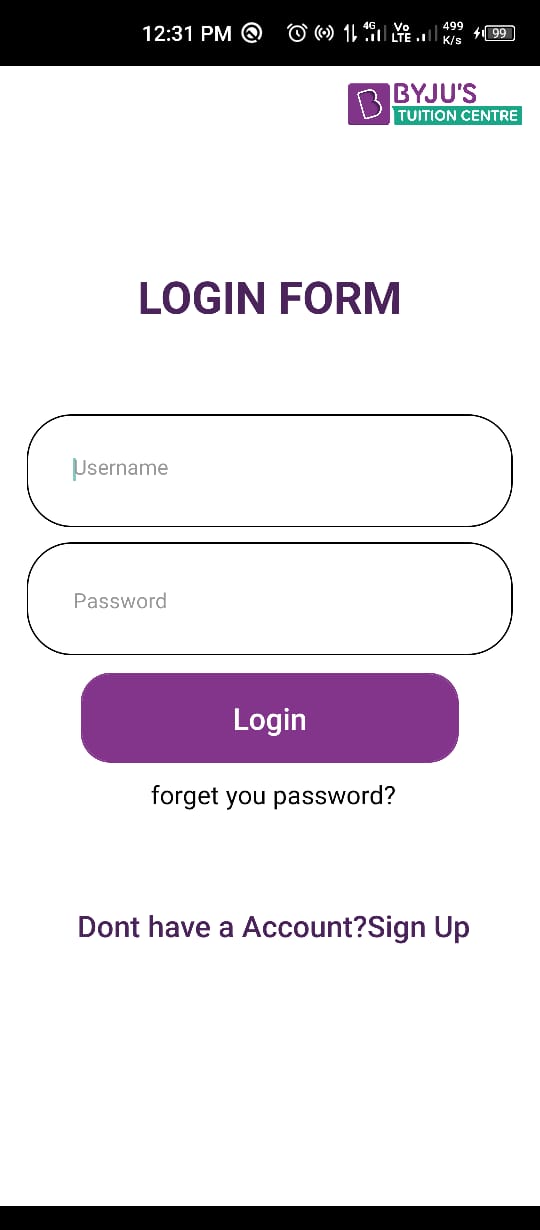 12:31 PM 4G Vo LTE 499 K/s 99
BYJU'S
TUITION CENTRE
LOGIN FORM
Username
Password
Login
forget you password?
Dont have a Account?Sign Up